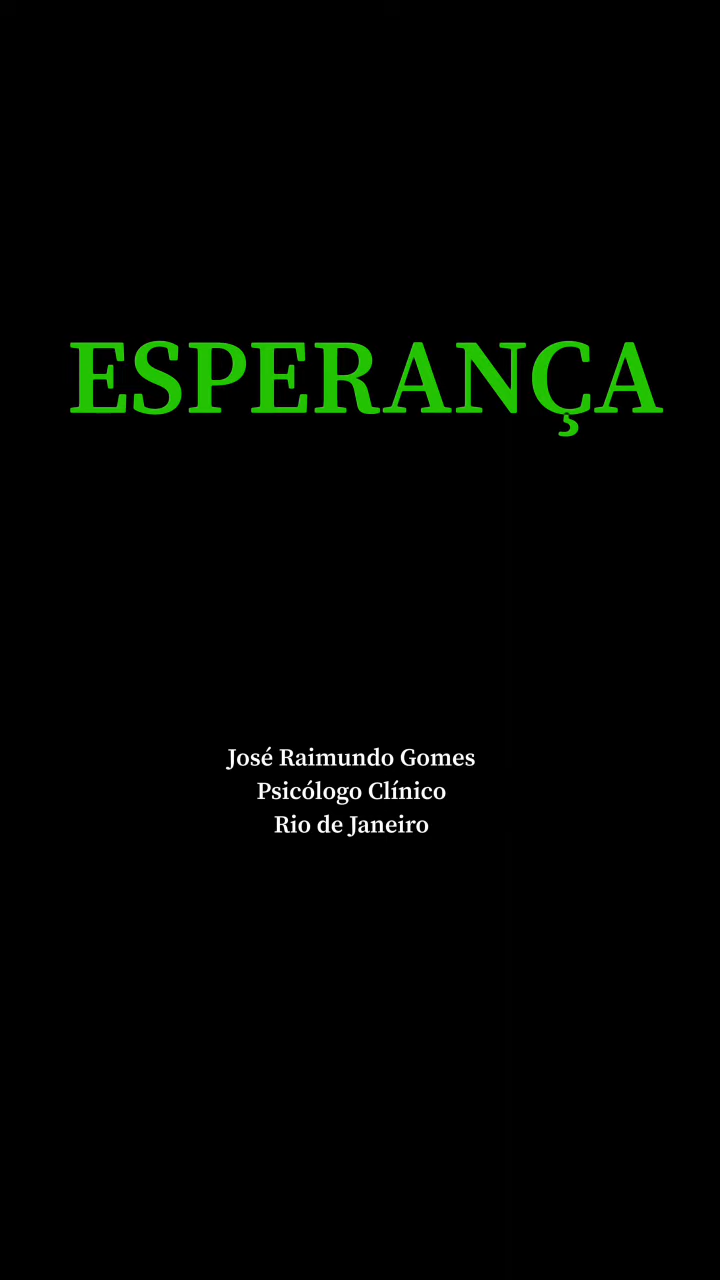 ESPERANÇA
José Raimundo Gomes
Psicólogo Clínico
Rio de Janeiro